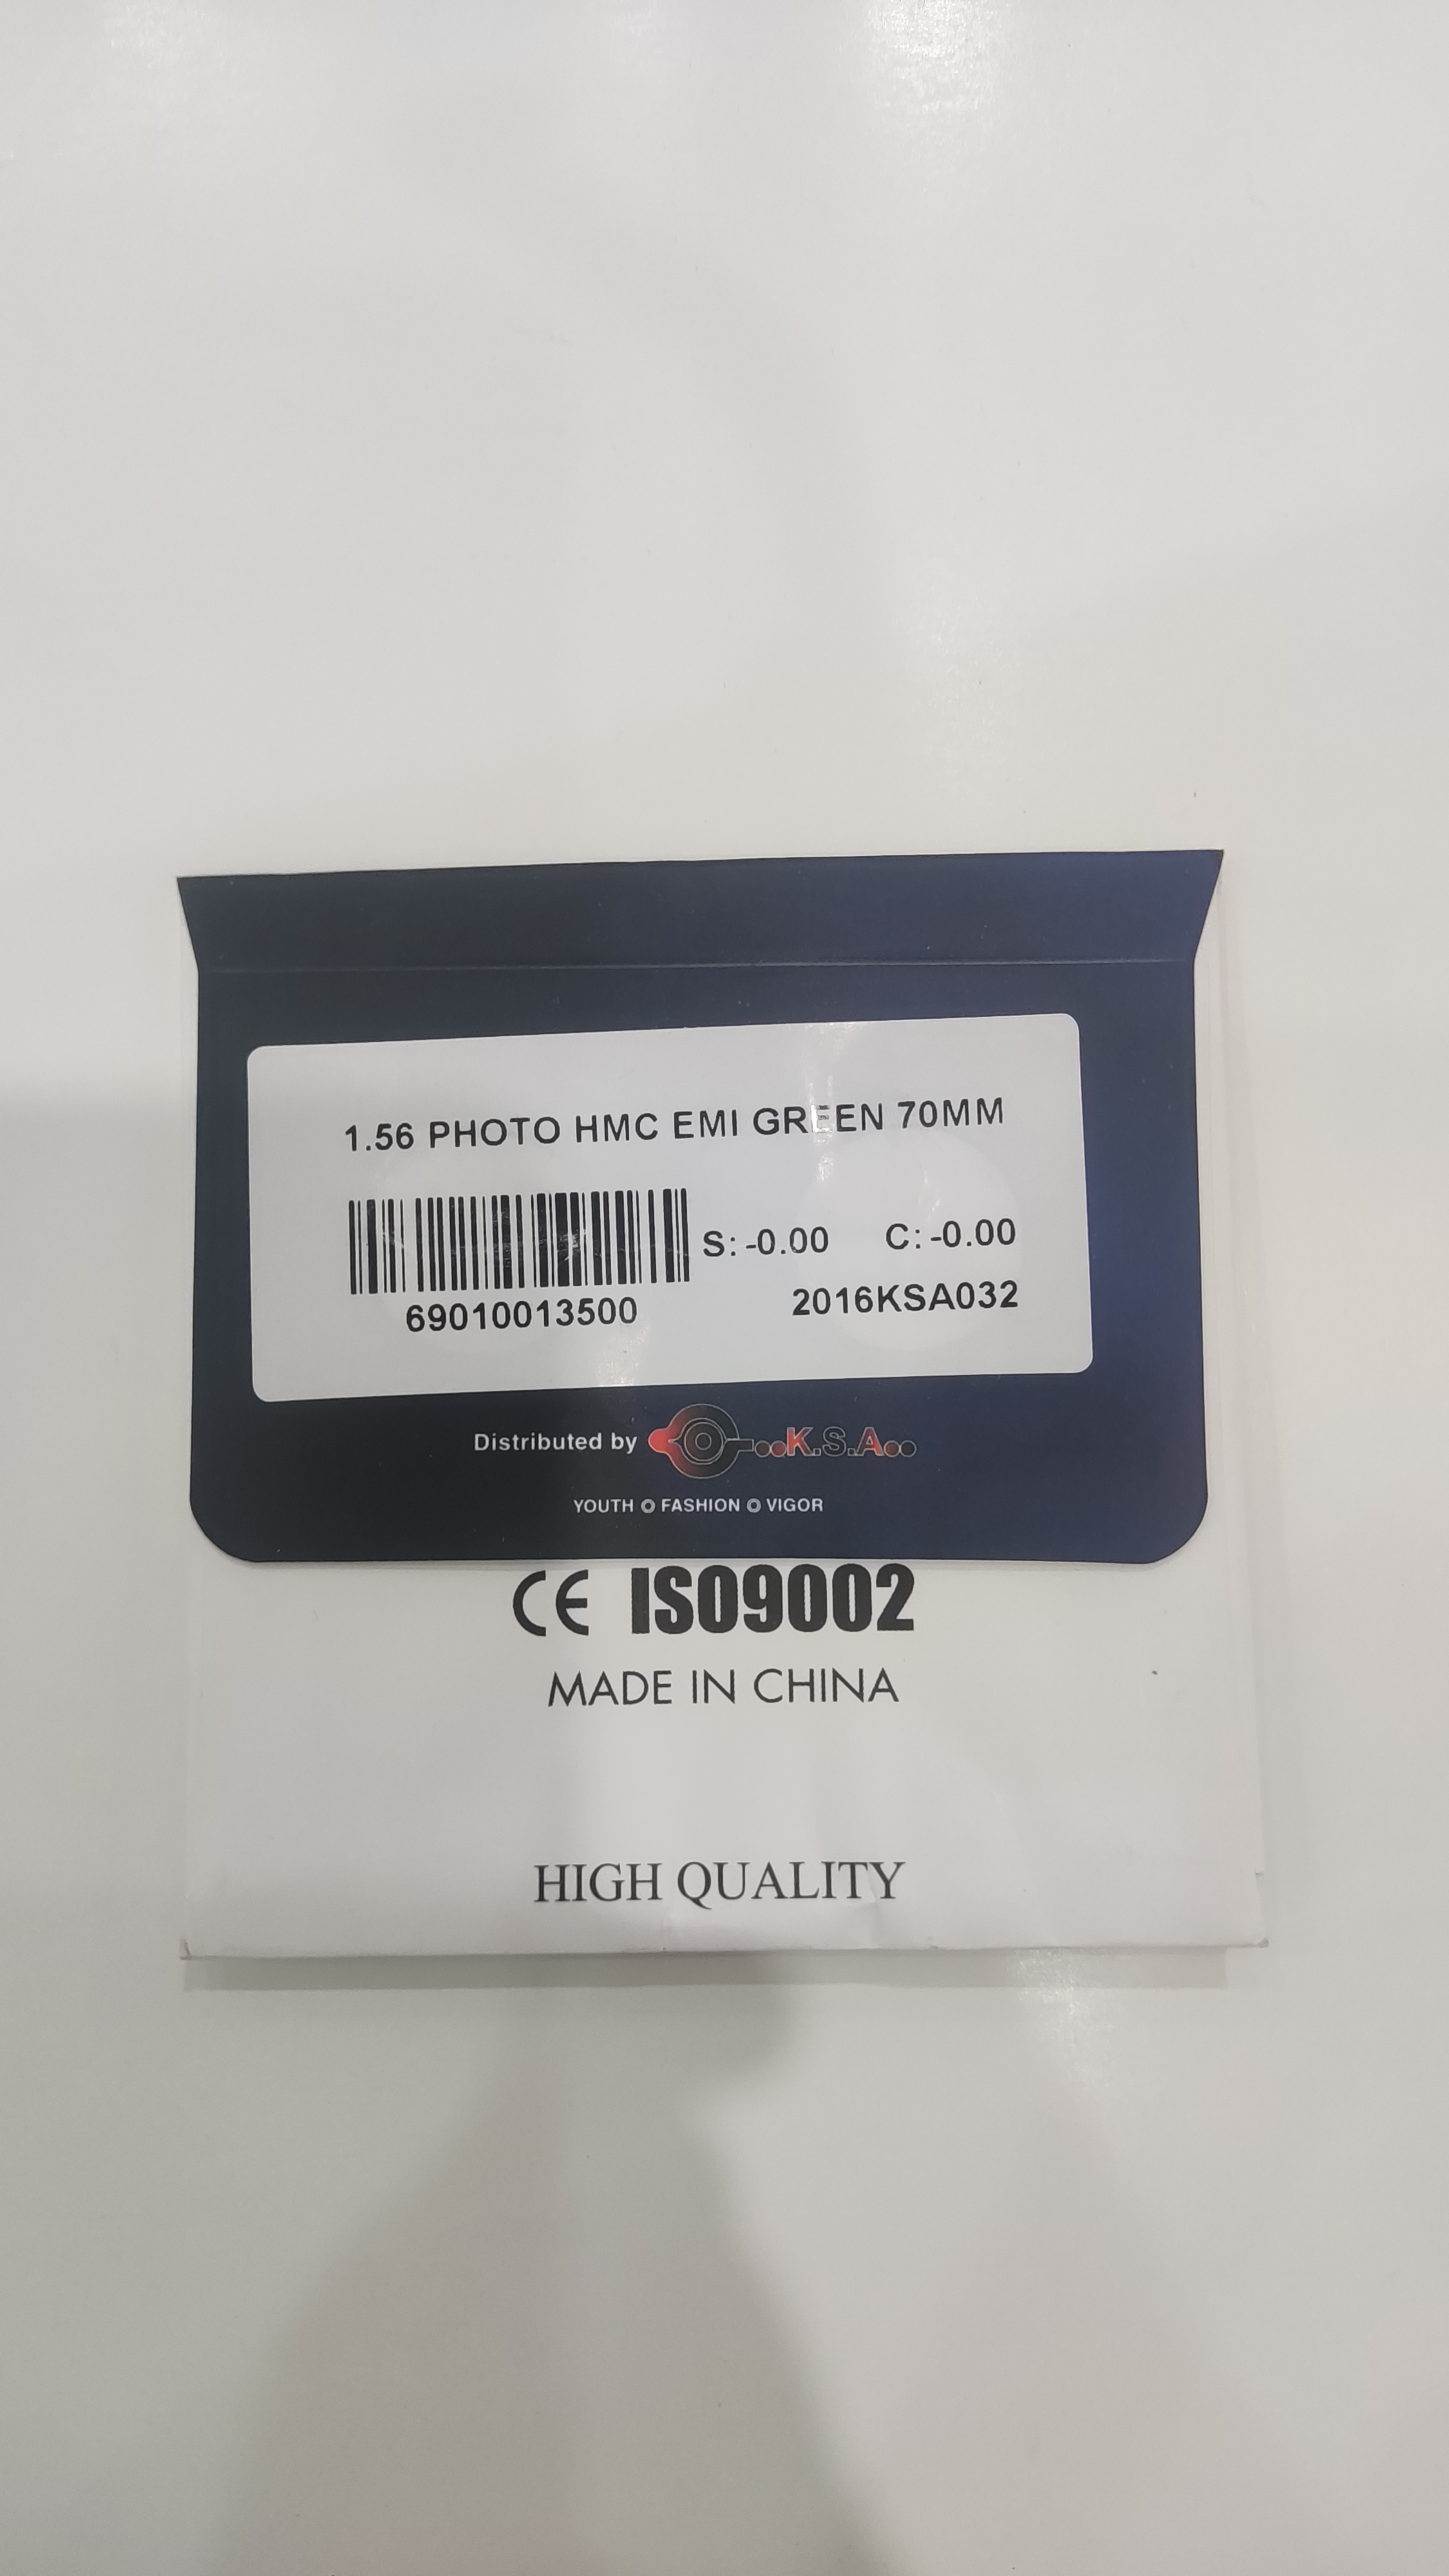 1.56 PHOTO HMC EMI GREEN 70MM
S: -0.00 C: -0.00
69010013500 2016KSA032
Distributed by K.S.A
YOUTH FASHION VIGOR
CE ISO9002
MADE IN CHINA
HIGH QUALITY